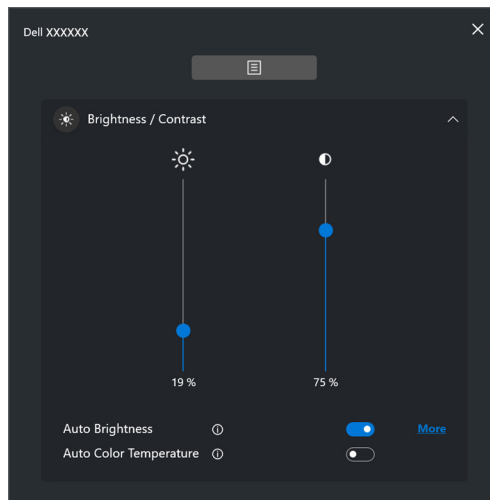 Dell XXXXXX
Brightness / Contrast
19 % 75 %
Auto Brightness More
Auto Color Temperature